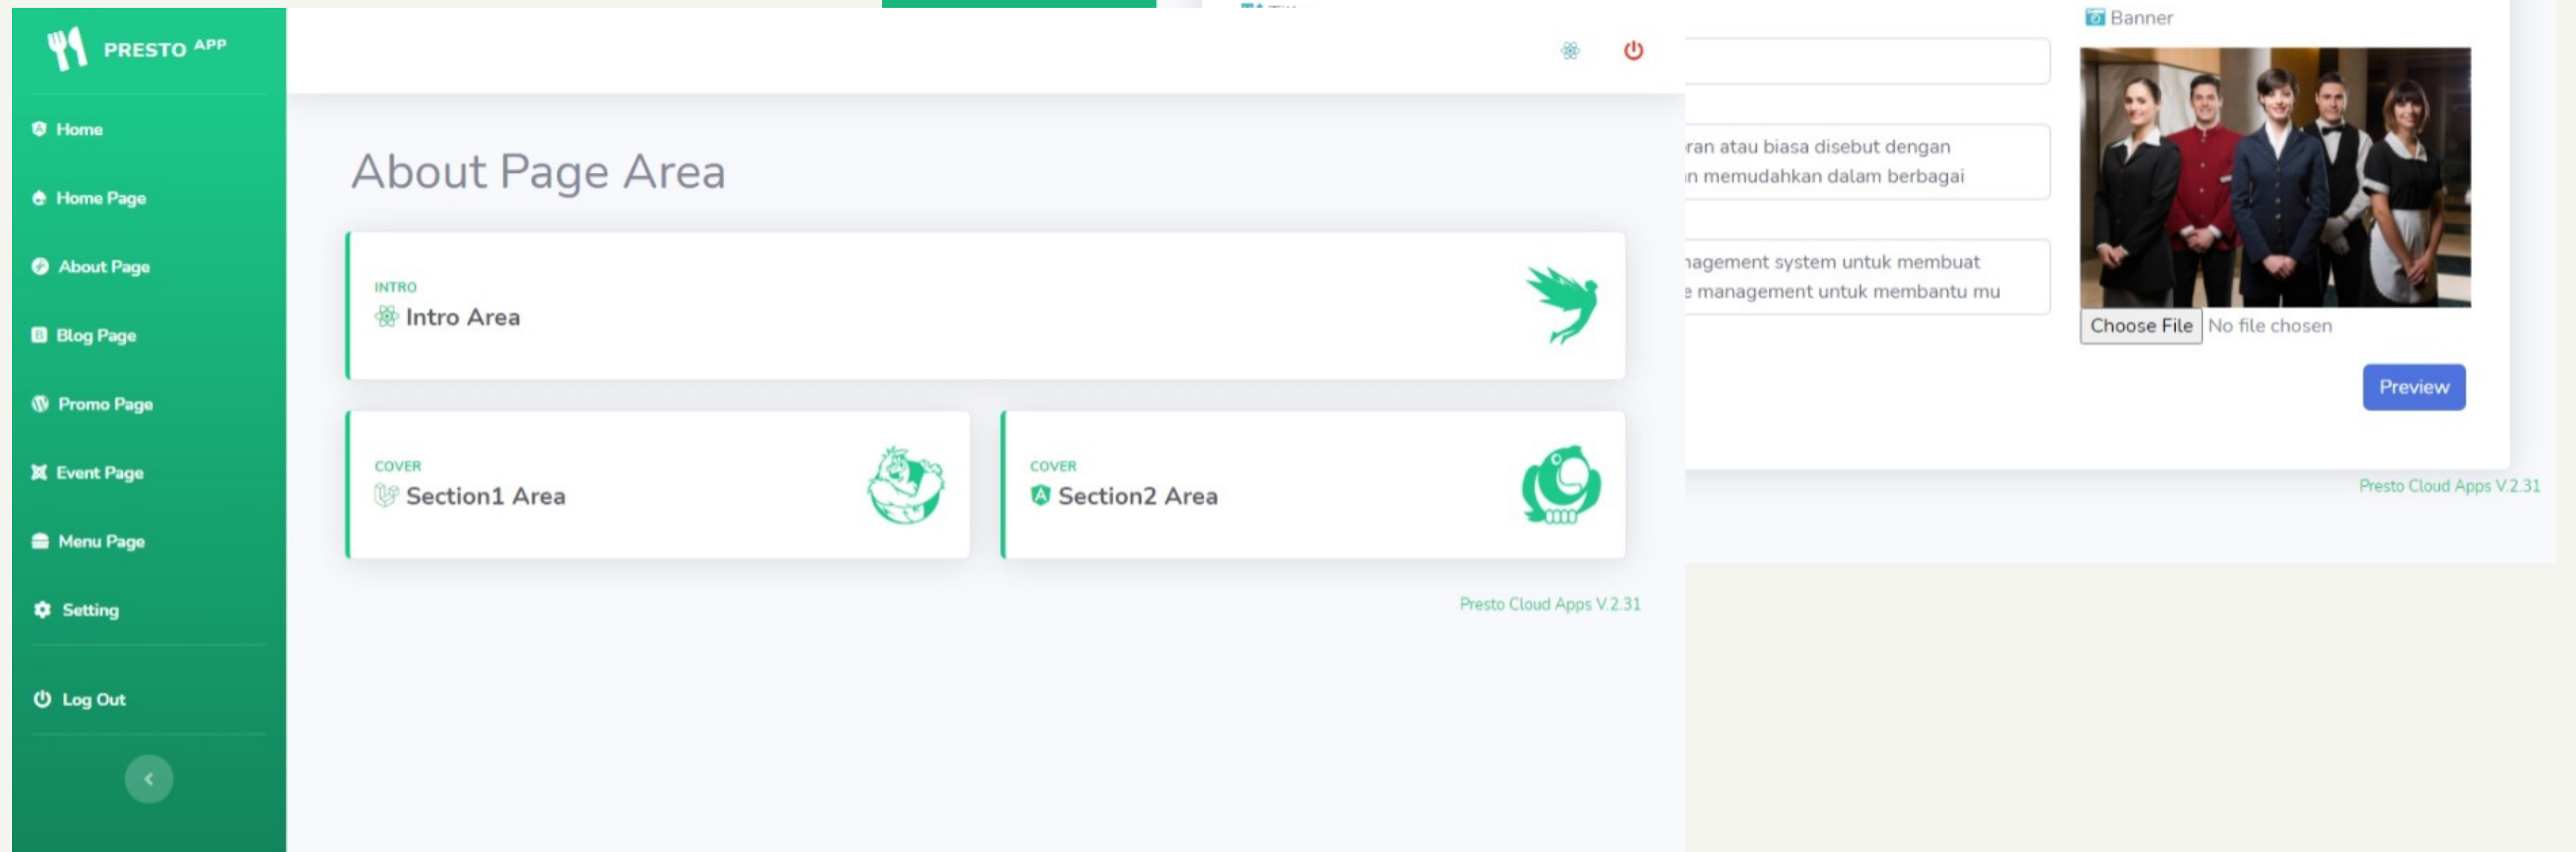 PRESTO APP
Home
Home Page
About Page
Blog Page
Promo Page
Event Page
Menu Page
Setting
Log Out
About Page Area
INTRO
Intro Area
COVER
Section1 Area
COVER
Section2 Area
Presto Cloud Apps V.2.31
Banner
atau biasa disebut dengan
memudahkan dalam berbagai
system untuk membuat
management untuk membantu mu
Choose File No file chosen
Preview
Presto Cloud Apps V.2.31